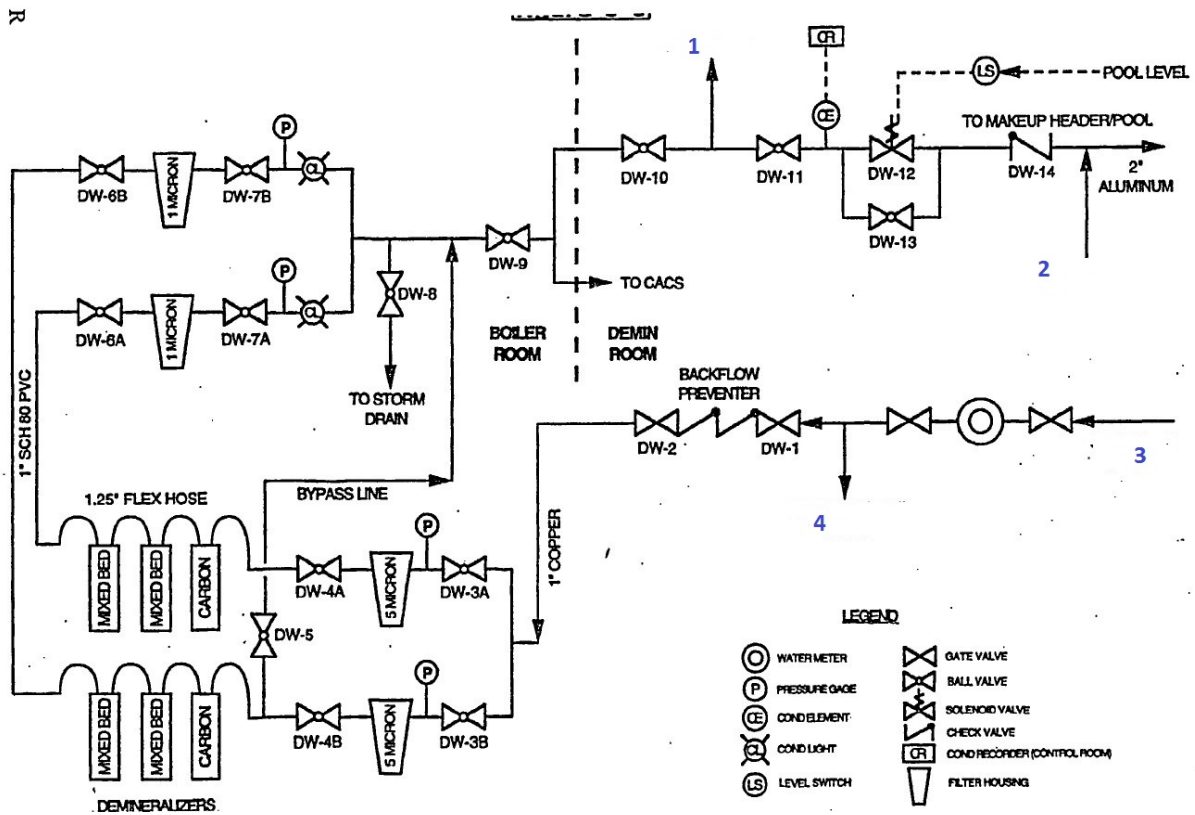 R
1
CR
LS
POOL LEVEL
P
CE
TO MAKEUP HEADER/POOL
DW-6B
1 MICRON
DW-7B
CL
DW-10
DW-11
DW-12
DW-14
2"
ALUMINUM
DW-13
DW-9
2
P
DW-8
TO CACS
DW-6A
1 MICRON
DW-7A
CL
BOILER
ROOM
DEMIN
ROOM
TO STORM
DRAIN
BACKFLOW
PREVENTER
1" SCH 80 PVC
DW-2
DW-1
3
BYPASS LINE
1.25" FLEX HOSE
4
P
1" COPPER
MIXED BED
MIXED BED
CARBON
DW-4A
5 MICRON
DW-3A
DW-5
P
MIXED BED
MIXED BED
CARBON
DW-4B
5 MICRON
DW-3B
DEMINERALIZERS
LEGEND
WATER METER
GATE VALVE
P PRESSURE GAGE
BALL VALVE
CE COND ELEMENT
SOLENOID VALVE
CL COND LIGHT
CHECK VALVE
CR COND RECORDER (CONTROL ROOM)
LS LEVEL SWITCH
FILTER HOUSING